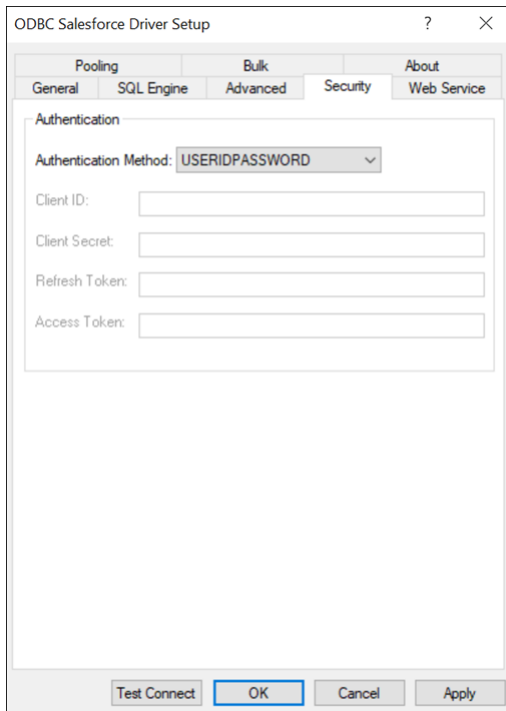 ODBC Salesforce Driver Setup ?
Pooling Bulk About
General SQL Engine Advanced Security Web Service
Authentication
Authentication Method: USERIDPASSWORD
Client ID:
Client Secret:
Refresh Token:
Access Token:
Test Connect OK Cancel Apply